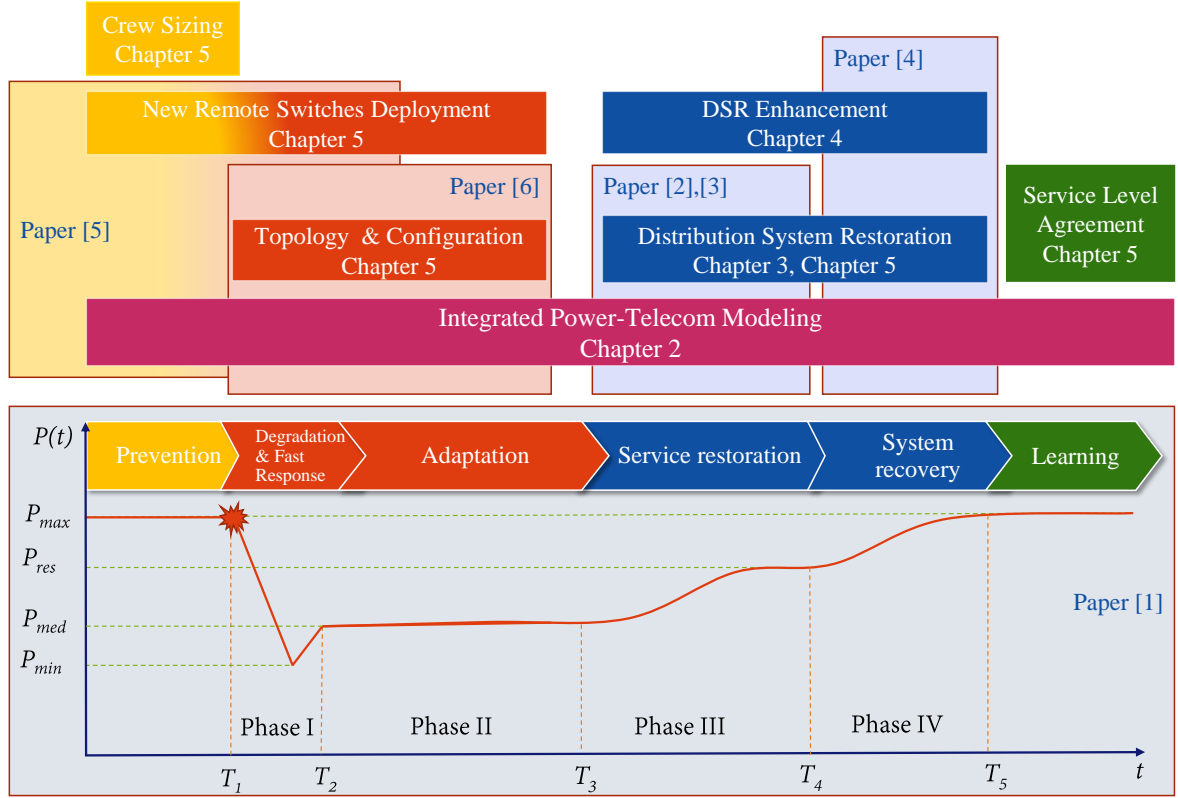 Crew Sizing
Chapter 5
Paper [4]
New Remote Switches Deployment
Chapter 5
DSR Enhancement
Chapter 4
Paper [5]
Paper [6]
Paper [2],[3]
Topology & Configuration
Chapter 5
Distribution System Restoration
Chapter 3, Chapter 5
Service Level
Agreement
Chapter 5
Integrated Power-Telecom Modeling
Chapter 2
P(t)
Prevention
Degradation
& Fast
Response
Adaptation
Service restoration
System
recovery
Learning
P_max
P_res
P_med
P_min
Paper [1]
Phase I
Phase II
Phase III
Phase IV
T_1
T_2
T_3
T_4
T_5
t